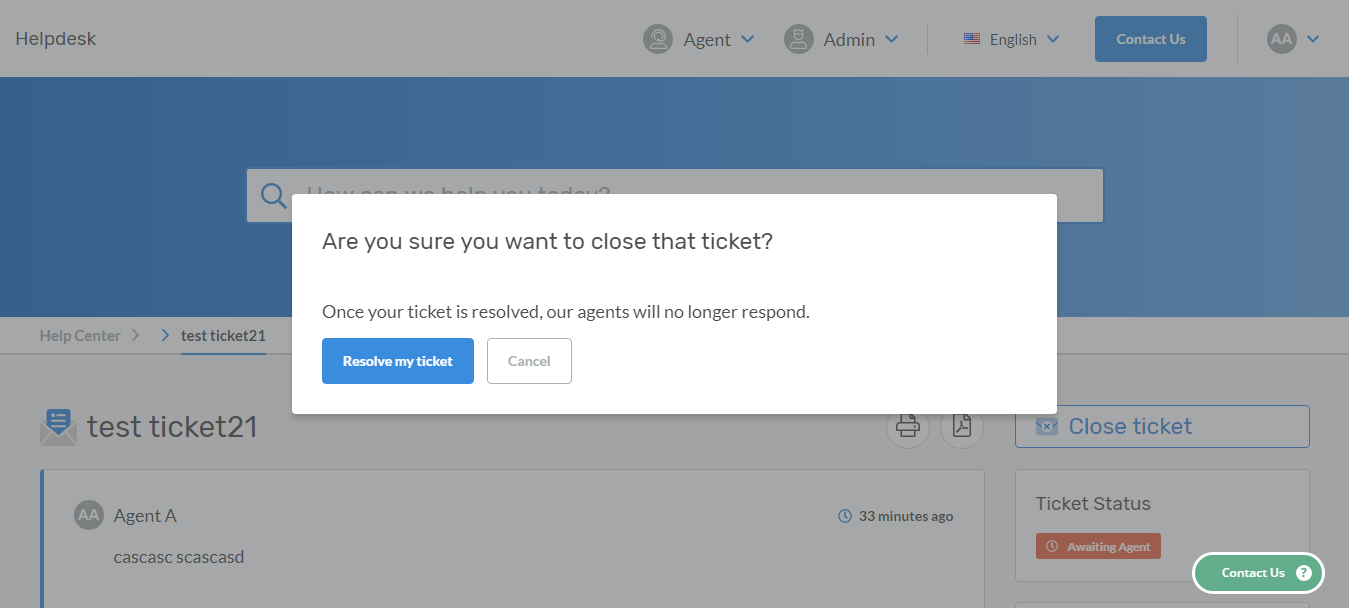 Helpdesk
Agent
Admin
English
Contact Us
AA
How can we help you today?
Are you sure you want to close that ticket?
Once your ticket is resolved, our agents will no longer respond.
Resolve my ticket
Cancel
Help Center
test ticket21
test ticket21
Close ticket
AA
Agent A
33 minutes ago
cascasc scascasd
Ticket Status
Awaiting Agent
Contact Us ?